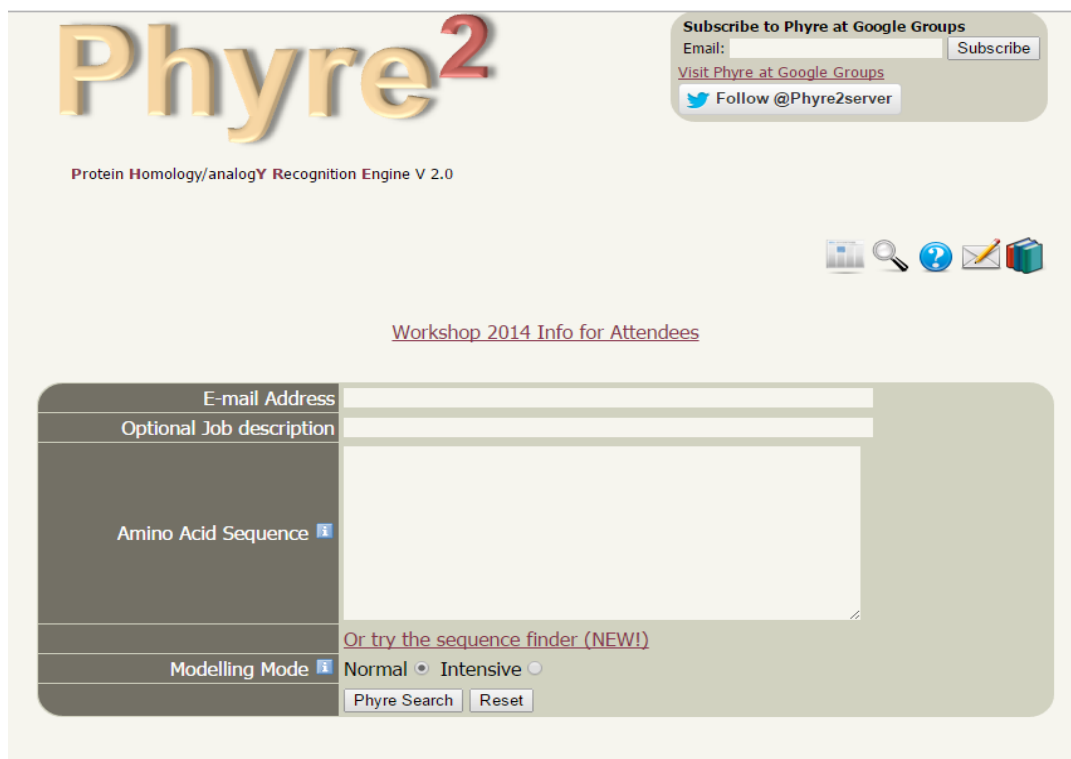 Phyre2
Subscribe to Phyre at Google Groups
Email:
Subscribe
Visit Phyre at Google Groups
Follow @Phyre2server
Protein Homology/analogY Recognition Engine V 2.0
Workshop 2014 Info for Attendees
E-mail Address
Optional Job description
Amino Acid Sequence i
Or try the sequence finder (NEW!)
Modelling Mode i Normal Intensive
Phyre Search Reset